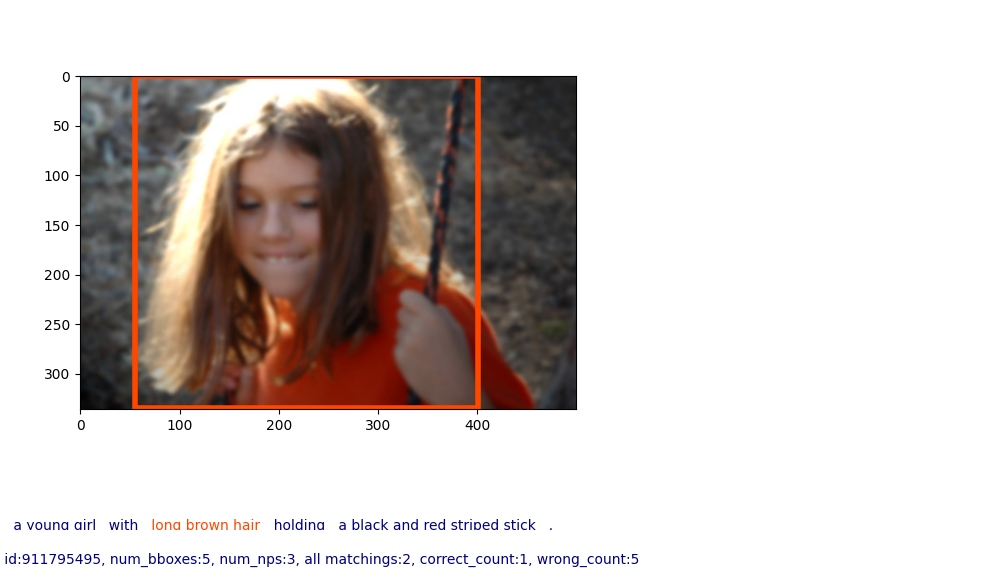 0
50
100
150
200
250
300
0 100 200 300 400
a young girl with long brown hair holding a black and red striped stick .
id:911795495, num_bboxes:5, num_nps:3, all matchings:2, correct_count:1, wrong_count:5